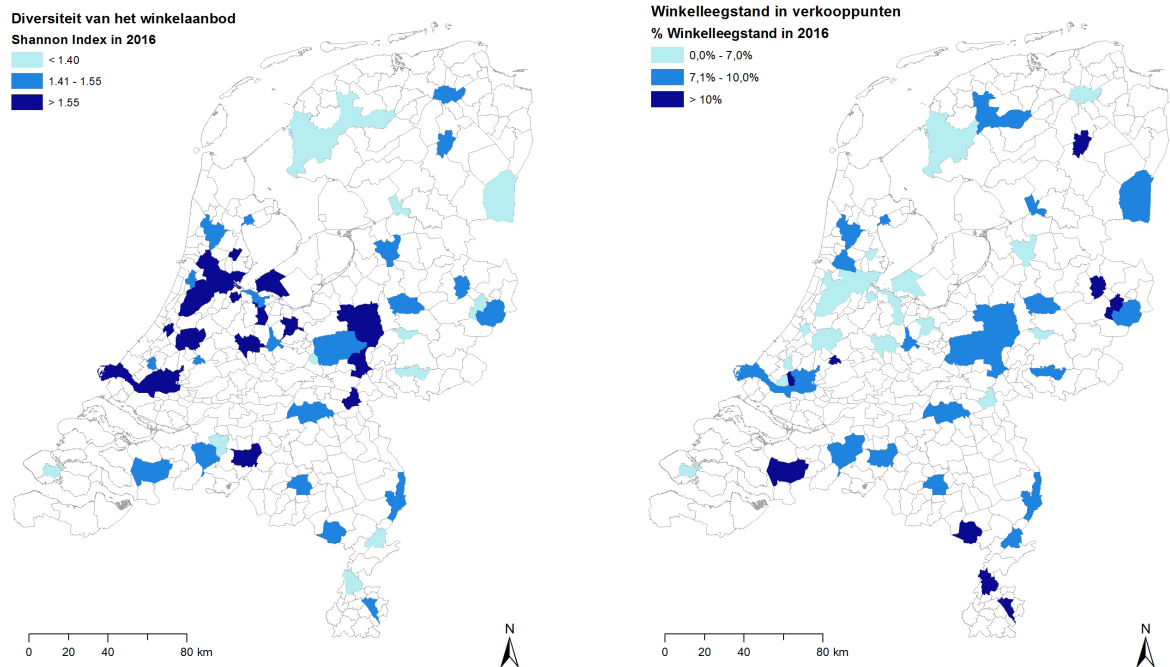 Diversiteit van het winkelaanbod
Shannon Index in 2016
< 1.40
1.41 - 1.55
> 1.55
N
0 20 40 80 km
Winkelleegstand in verkooppunten
% Winkelleegstand in 2016
0,0% - 7,0%
7,1% - 10,0%
> 10%
N
0 20 40 80 km